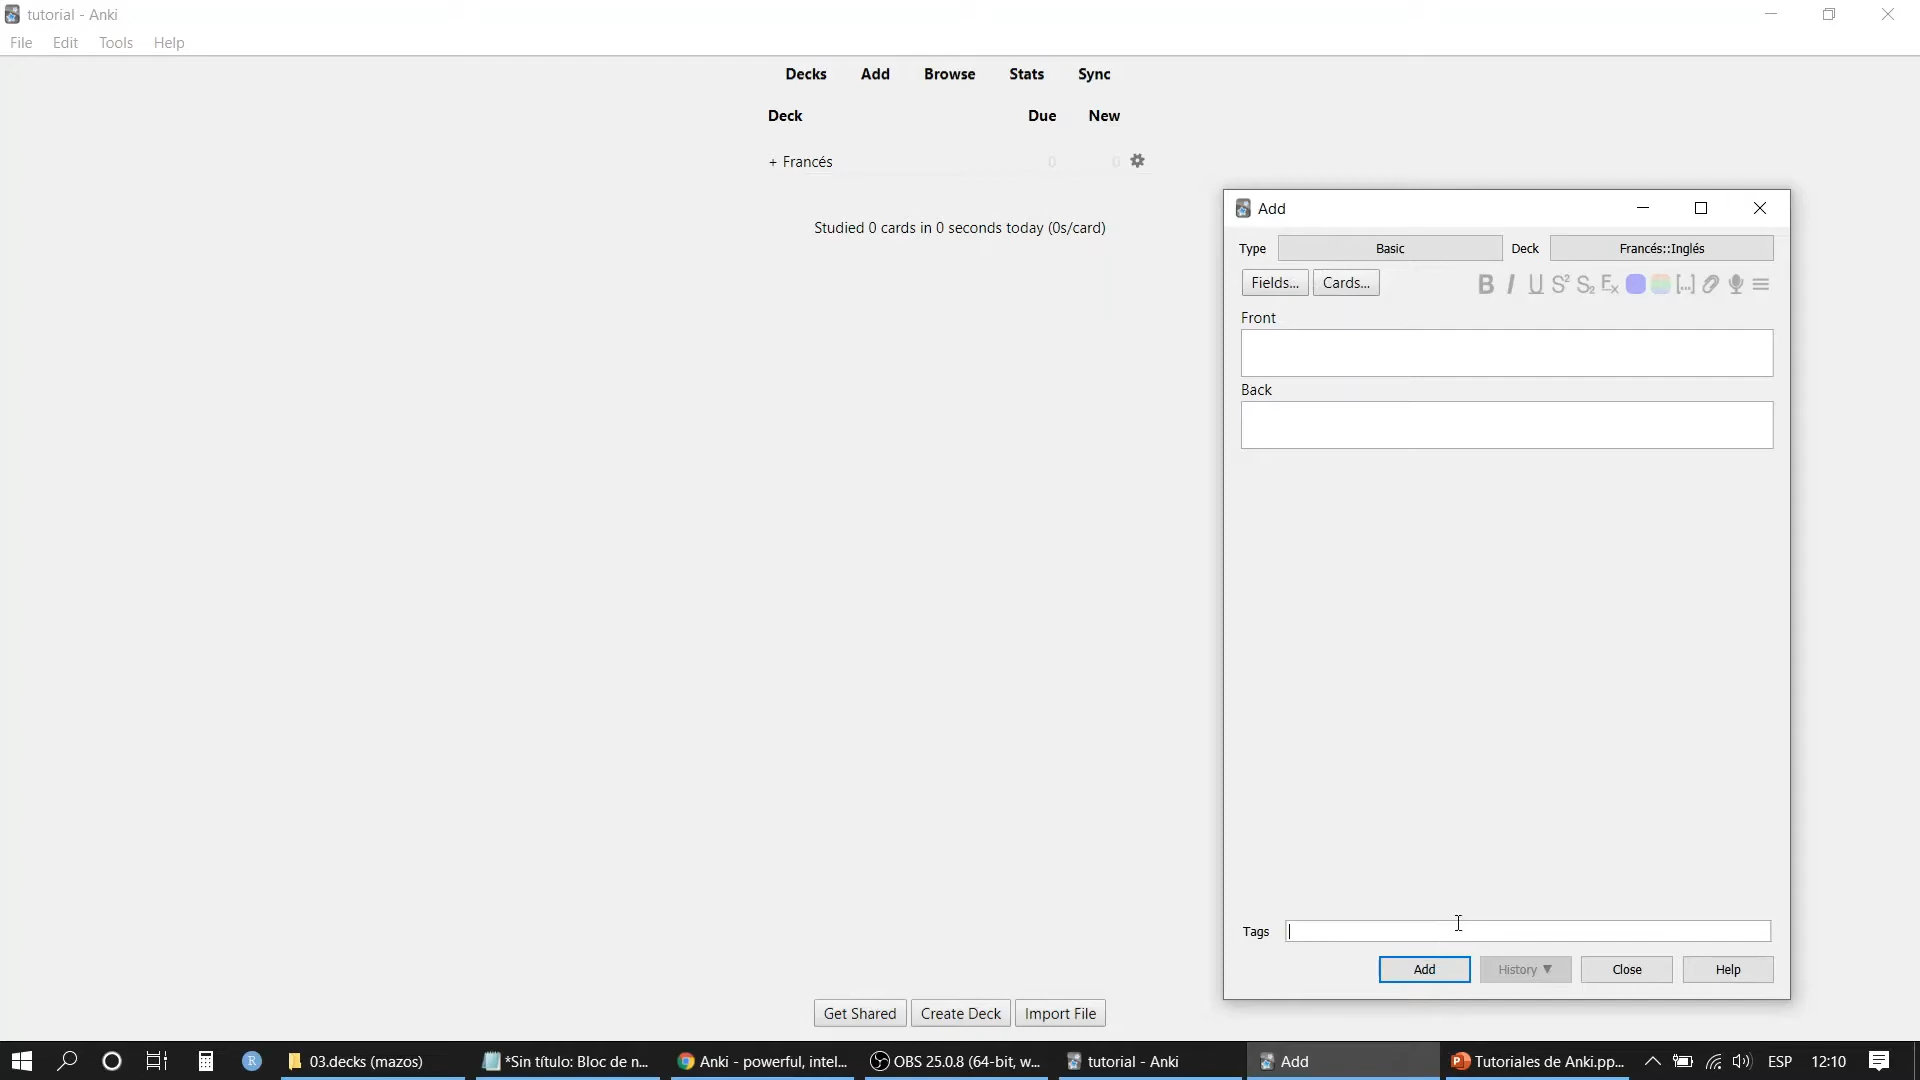 tutorial - Anki
File Edit Tools Help
Decks Add Browse Stats Sync
Deck Due New
+ Francés 0 0
Studied 0 cards in 0 seconds today (0s/card)
Add
Type Basic Deck Francés::Inglés
Fields... Cards...
Front
Back
Tags
Add History ▼ Close Help
Get Shared Create Deck Import File
03.decks (mazos) *Sin título: Bloc de n... Anki - powerful, intel... OBS 25.0.8 (64-bit, w... tutorial - Anki Add Tutoriales de Anki.pp... ESP 12:10